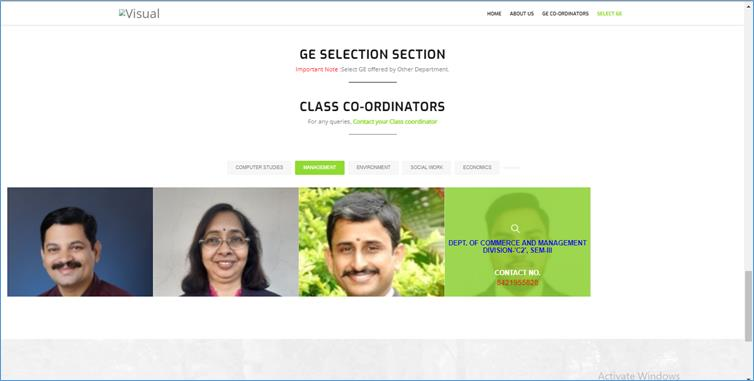 Visual
HOME ABOUT US GE CO-ORDINATORS SELECT GE
GE SELECTION SECTION
Important Note :Select GE offered by Other Department.
CLASS CO-ORDINATORS
For any queries, Contact your Class coordinator
COMPUTER STUDIES MANAGEMENT ENVIRONMENT SOCIAL WORK ECONOMICS
DEPT. OF COMMERCE AND MANAGEMENT
DIVISION-'C2', SEM-III
CONTACT NO.
8421955828
Activate Windows